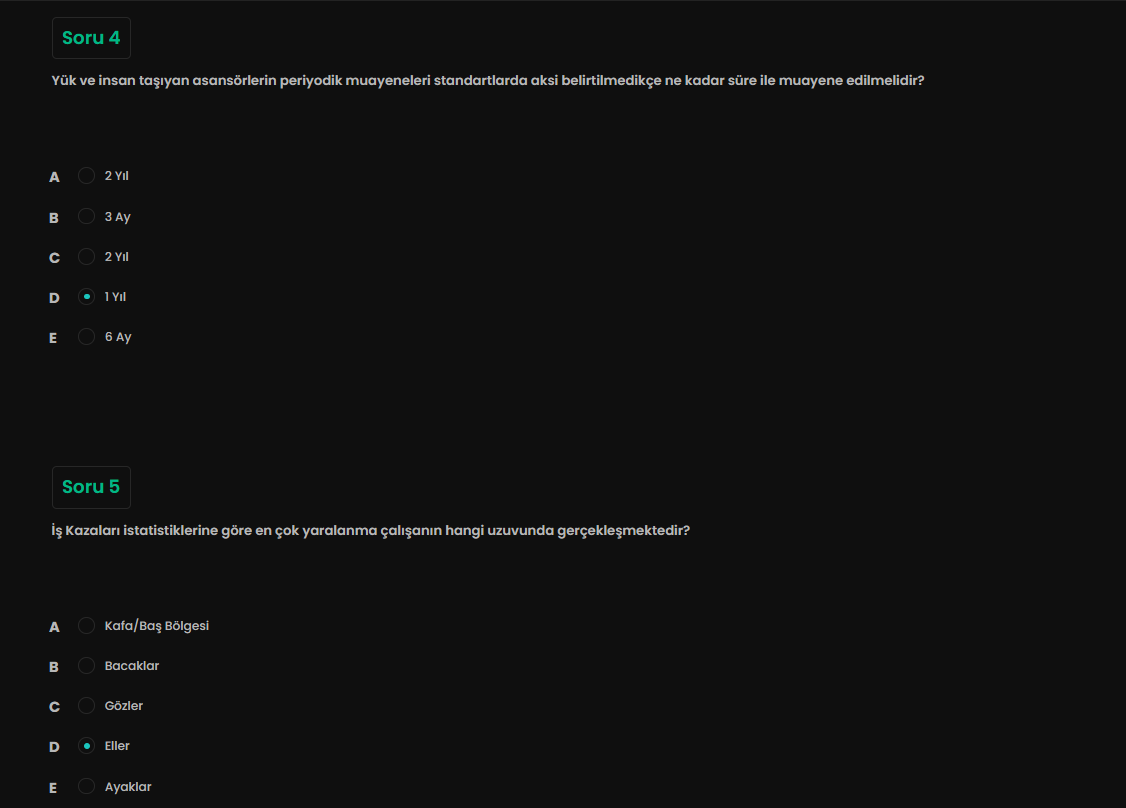 Soru 4
Yük ve insan taşıyan asansörlerin periyodik muayeneleri standartlarda aksi belirtilmedikçe ne kadar süre ile muayene edilmelidir?
A 2 Yıl
B 3 Ay
C 2 Yıl
D 1 Yıl
E 6 Ay
Soru 5
İş Kazaları istatistiklerine göre en çok yaralanma çalışanın hangi uzuvunda gerçekleşmektedir?
A Kafa/Baş Bölgesi
B Bacaklar
C Gözler
D Eller
E Ayaklar